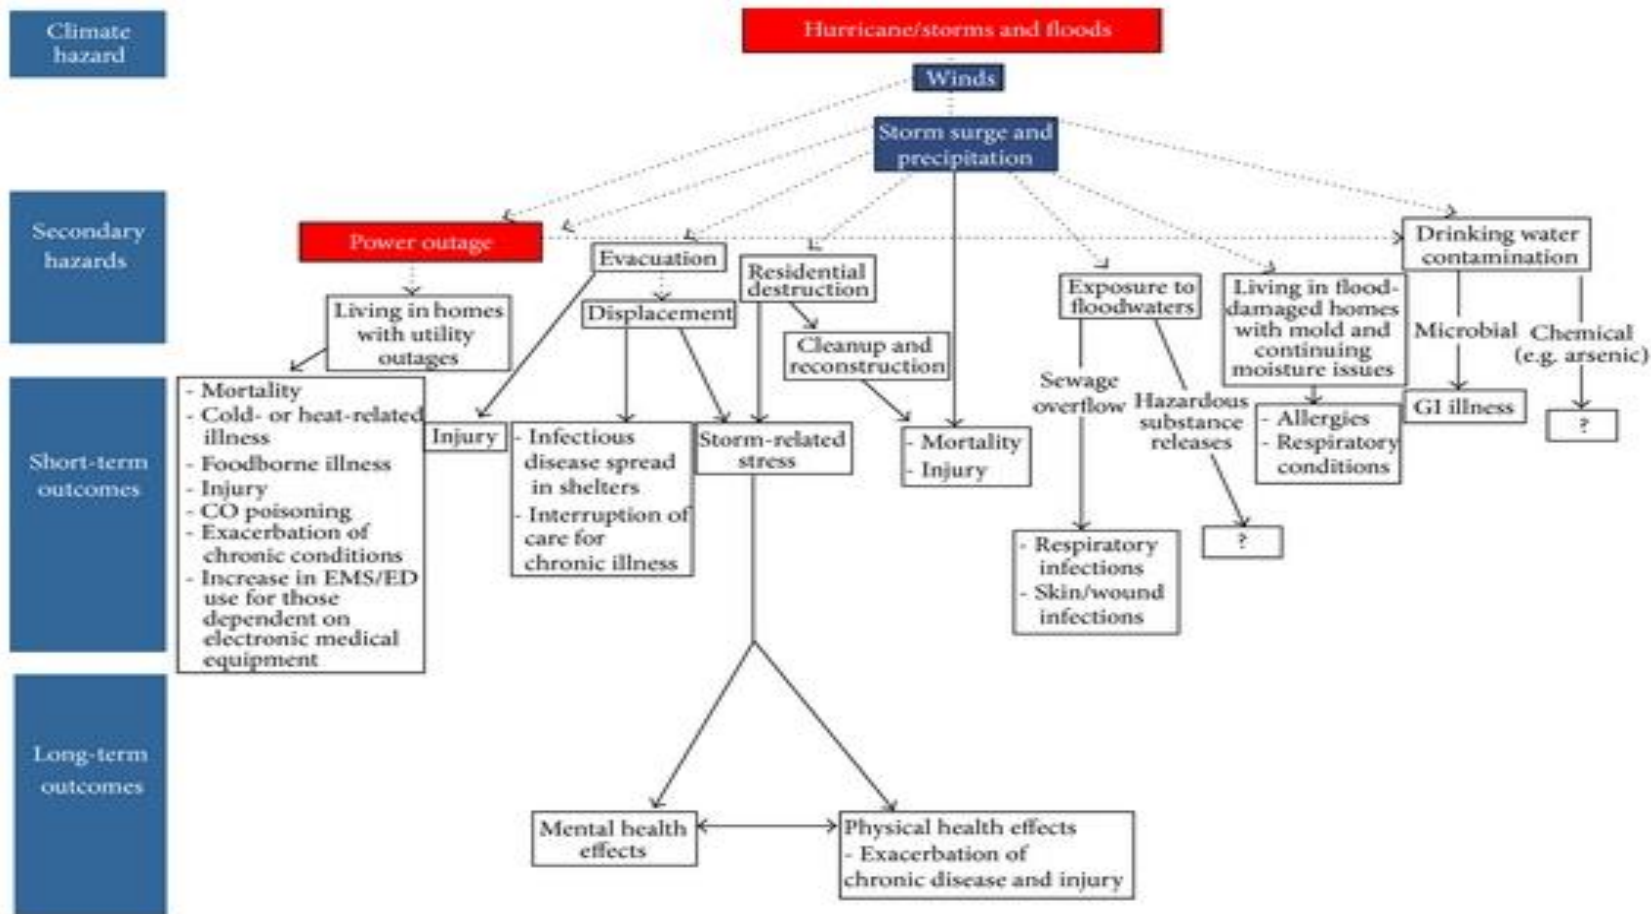 Climate
hazard
Hurricane/storms and floods
Winds
Storm surge and
precipitation
Secondary
hazards
Power outage
Living in homes
with utility
outages
Evacuation
Displacement
Residential
destruction
Cleanup and
reconstruction
Exposure to
floodwaters
Sewage
overflow
Hazardous
substance
releases
Living in flood-
damaged homes
with mold and
continuing
moisture issues
Drinking water
contamination
Microbial
Chemical
(e.g. arsenic)
Short-term
outcomes
- Mortality
- Cold- or heat-related
illness
- Foodborne illness
- Injury
- CO poisoning
- Exacerbation of
chronic conditions
- Increase in EMS/ED
use for those
dependent on
electronic medical
equipment
Injury
- Infectious
disease spread
in shelters
- Interruption of
care for
chronic illness
Storm-related
stress
- Mortality
- Injury
- Respiratory
infections
- Skin/wound
infections
?
- Allergies
- Respiratory
conditions
GI illness
?
Long-term
outcomes
Mental health
effects
Physical health effects
- Exacerbation of
chronic disease and injury